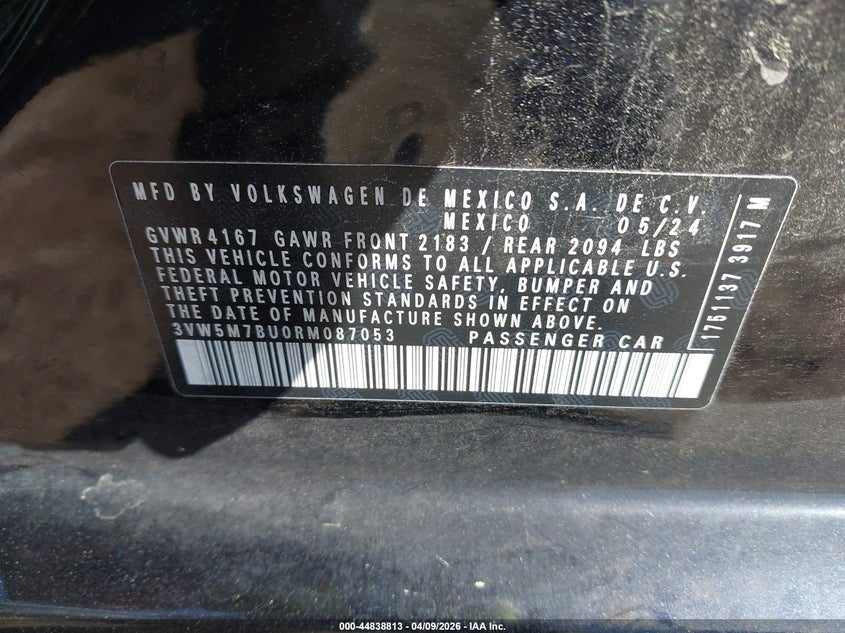 MFD BY VOLKSWAGEN DE MEXICO S.A. DE C.V.
MEXICO 05/24
GVWR 4167 GAWR FRONT 2183 / REAR 2094 LBS
THIS VEHICLE CONFORMS TO ALL APPLICABLE U.S.
FEDERAL MOTOR VEHICLE SAFETY, BUMPER AND
THEFT PREVENTION STANDARDS IN EFFECT ON
THE DATE OF MANUFACTURE SHOWN ABOVE.
3VW5M7BU0RM087053 PASSENGER CAR
1751137 3917 M
000-44838813 - 04/09/2026 - IAA Inc.